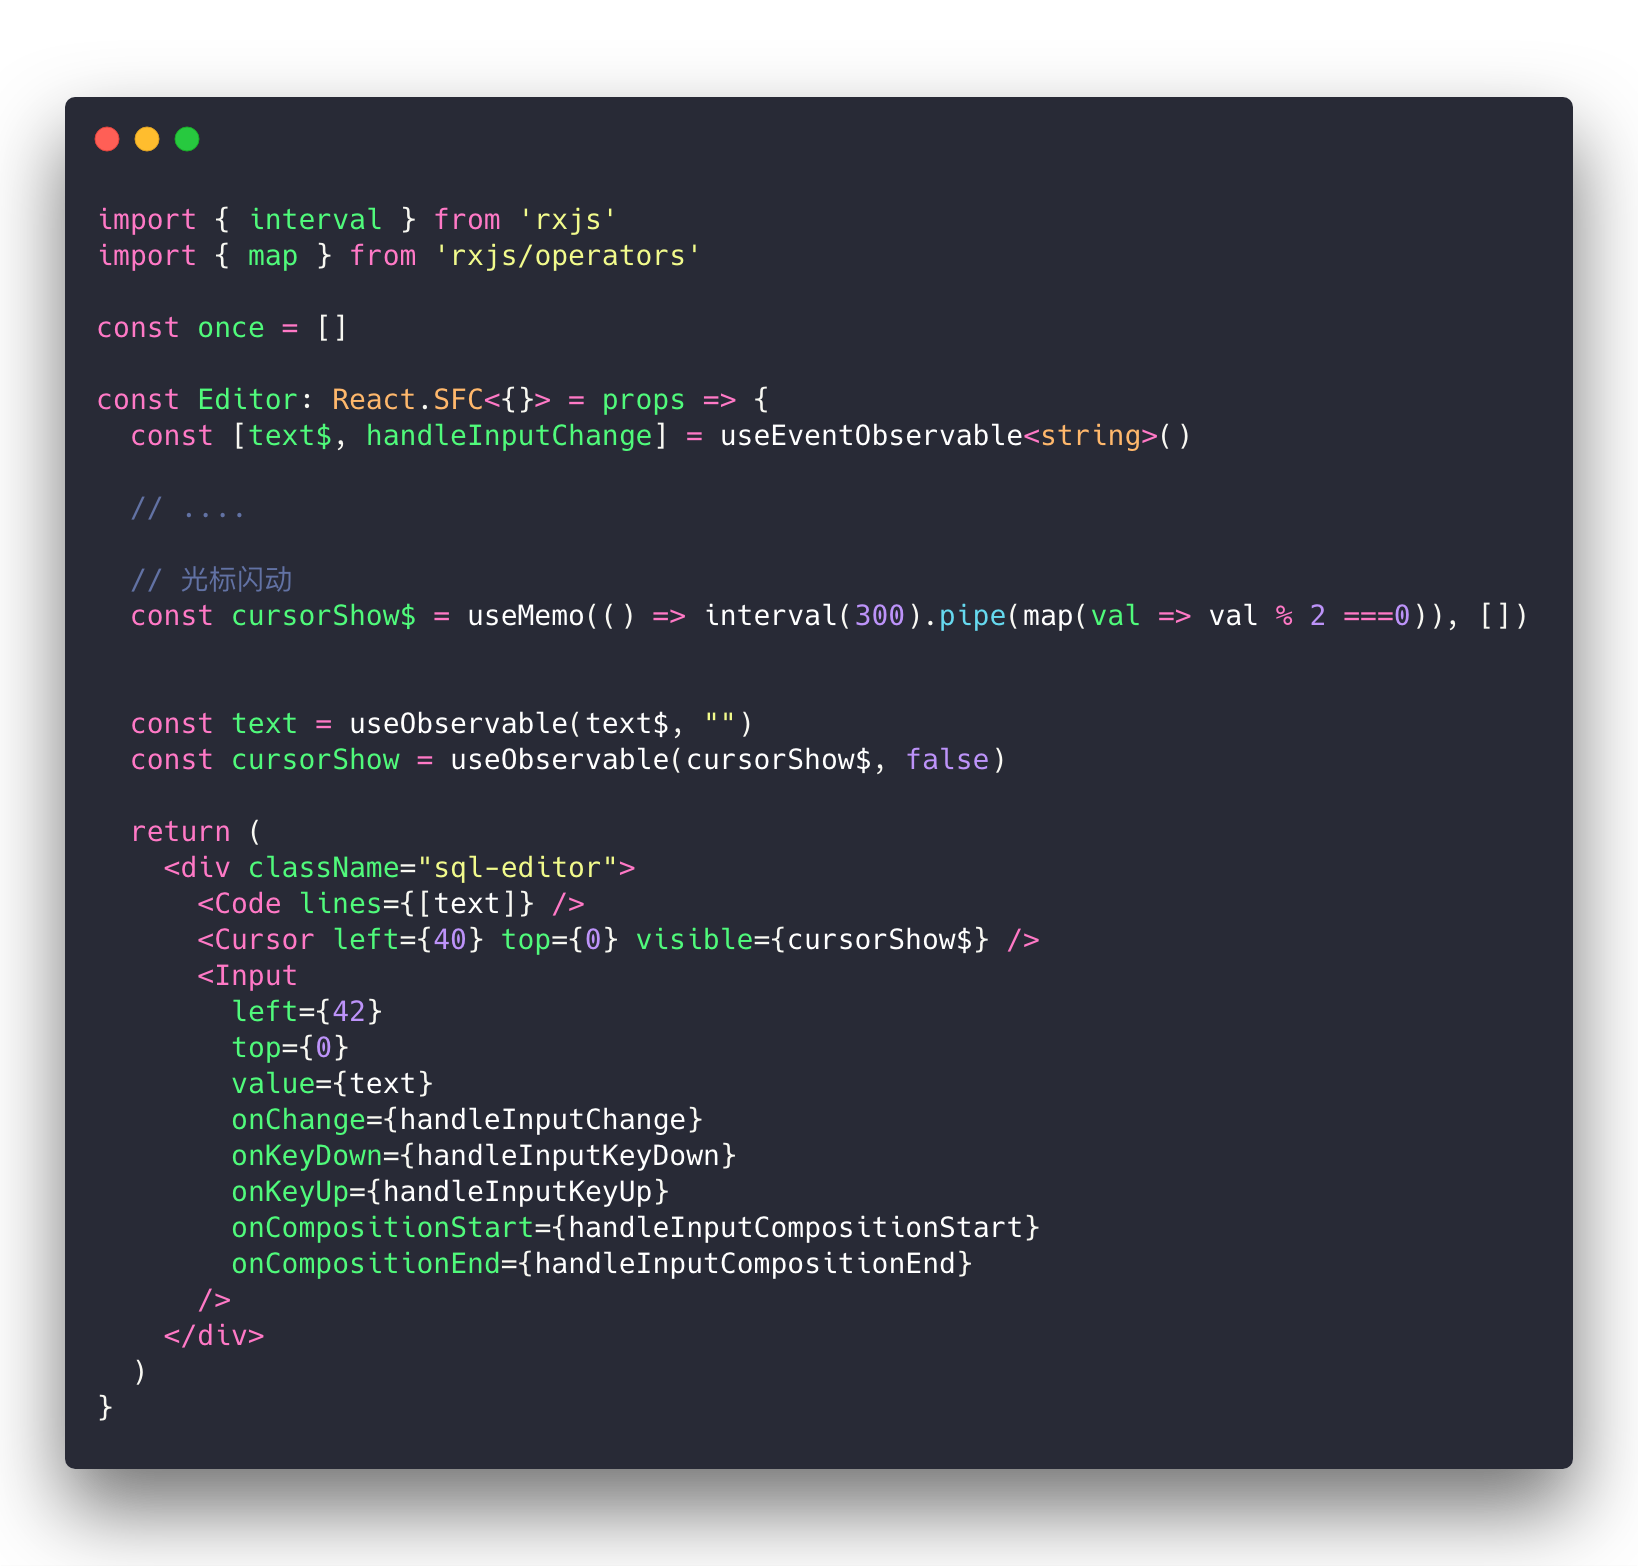 import { interval } from 'rxjs'
import { map } from 'rxjs/operators'

const once = []

const Editor: React.SFC<{}> = props => {
  const [text$, handleInputChange] = useEventObservable<string>()

  // ....

  // 光标闪动
  const cursorShow$ = useMemo(() => interval(300).pipe(map(val => val % 2 ===0)), [])


  const text = useObservable(text$, "")
  const cursorShow = useObservable(cursorShow$, false)

  return (
    <div className="sql-editor">
      <Code lines={[text]} />
      <Cursor left={40} top={0} visible={cursorShow$} />
      <Input
        left={42}
        top={0}
        value={text}
        onChange={handleInputChange}
        onKeyDown={handleInputKeyDown}
        onKeyUp={handleInputKeyUp}
        onCompositionStart={handleInputCompositionStart}
        onCompositionEnd={handleInputCompositionEnd}
      />
    </div>
  )
}